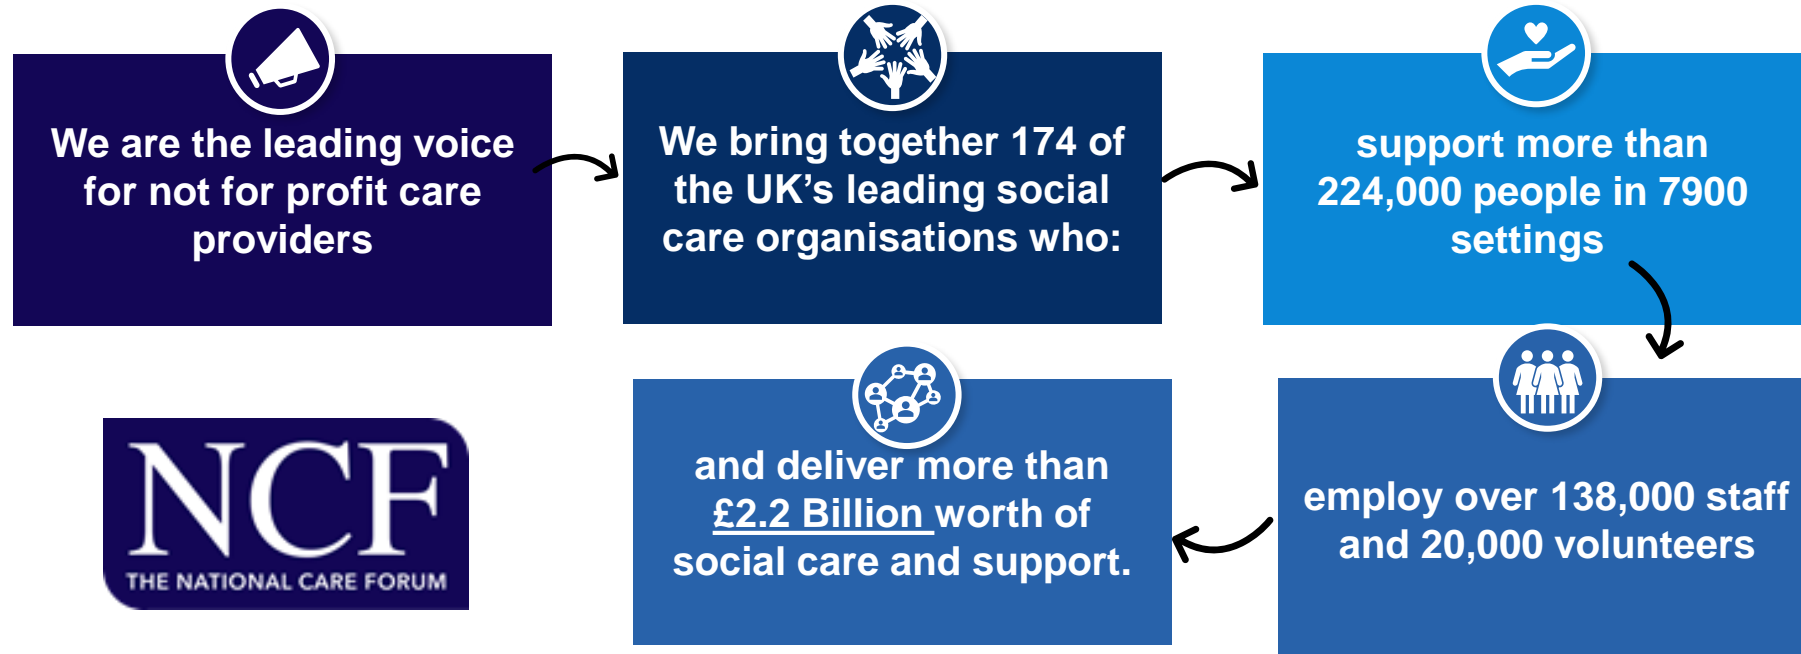 We are the leading voice
for not for profit care
providers
We bring together 174 of
the UK’s leading social
care organisations who:
support more than
224,000 people in 7900
settings
employ over 138,000 staff
and 20,000 volunteers
and deliver more than
£2.2 Billion worth of
social care and support.
NCF
THE NATIONAL CARE FORUM